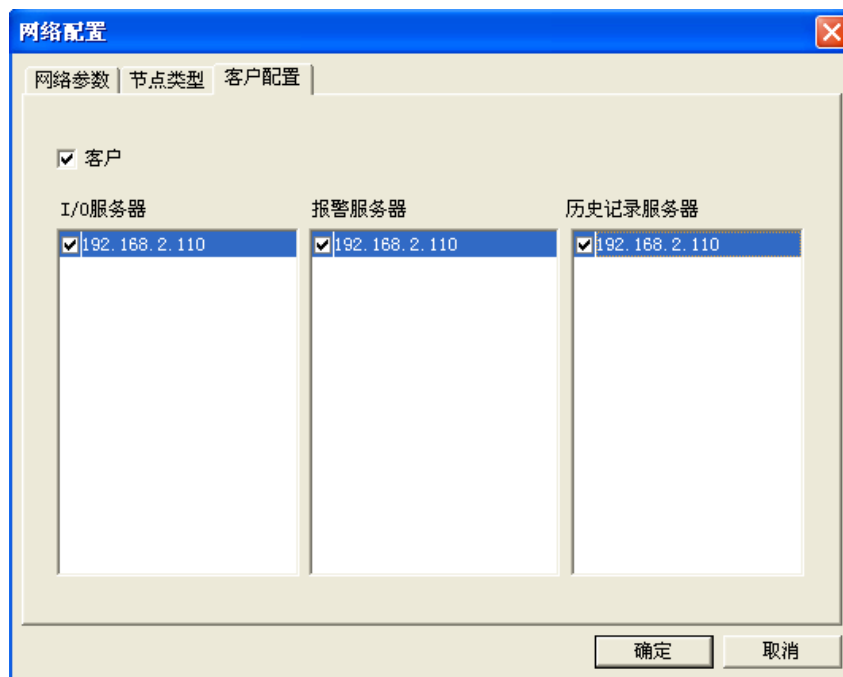 网络配置
网络参数 节点类型 客户配置
客户
I/O服务器 报警服务器 历史记录服务器
192.168.2.110 192.168.2.110 192.168.2.110
确定 取消